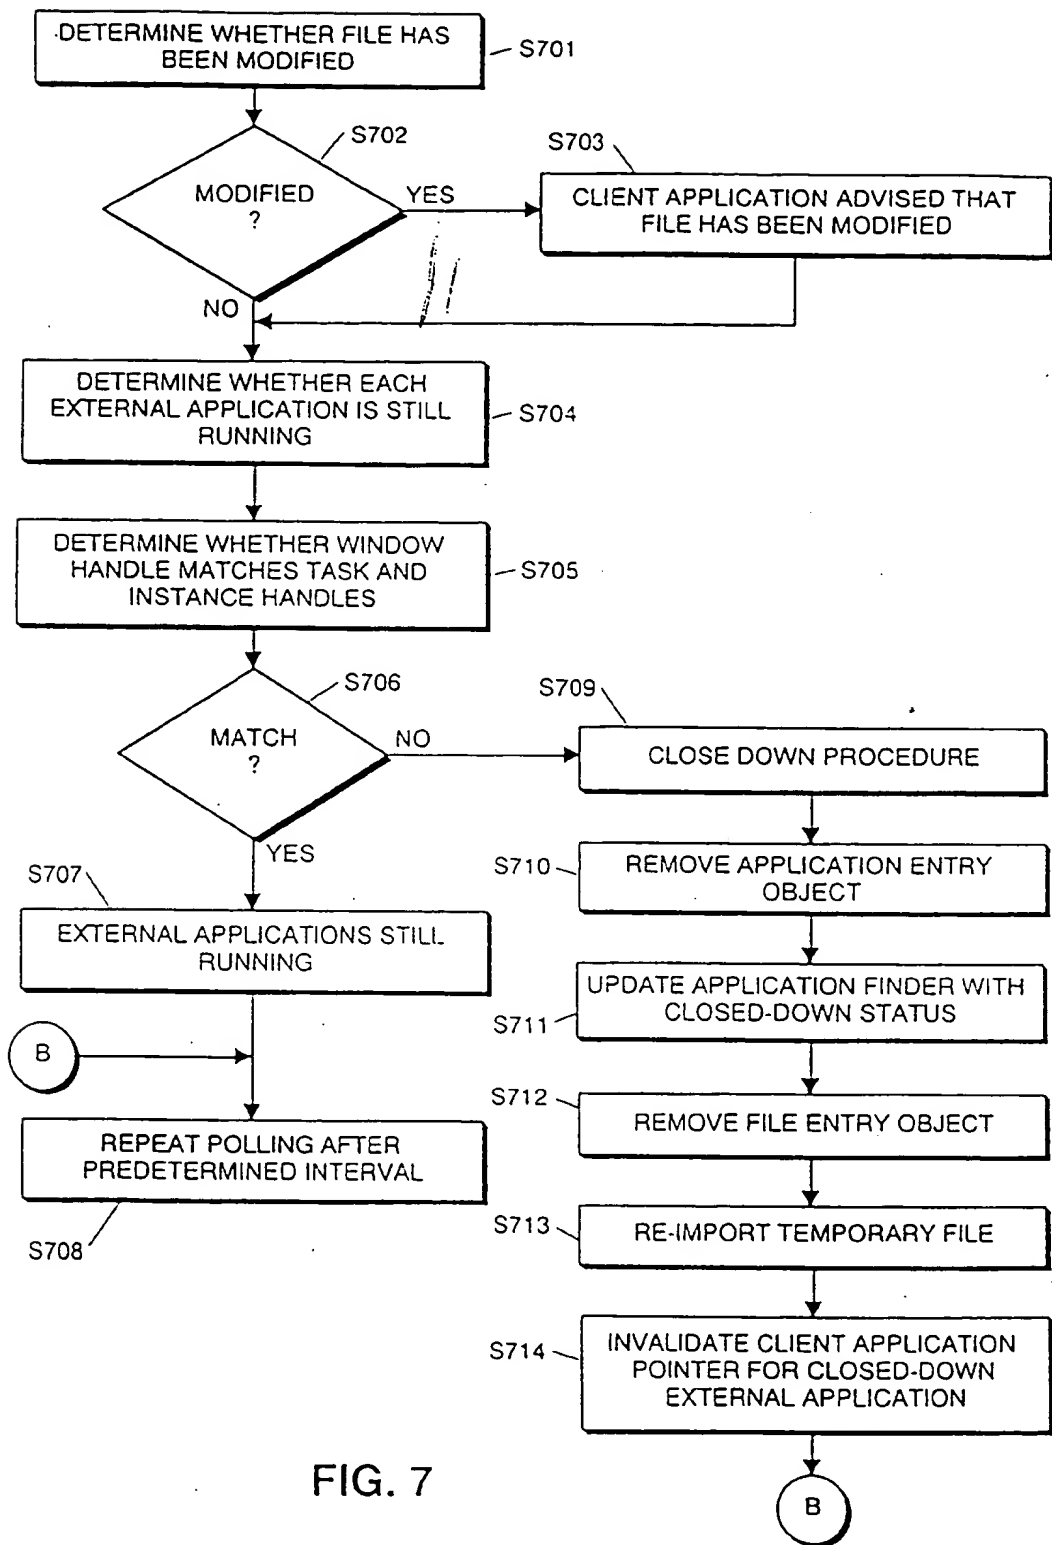 DETERMINE WHETHER FILE HAS
BEEN MODIFIED
S701
S702
MODIFIED
?
YES
NO
S703
CLIENT APPLICATION ADVISED THAT
FILE HAS BEEN MODIFIED
DETERMINE WHETHER EACH
EXTERNAL APPLICATION IS STILL
RUNNING
S704
DETERMINE WHETHER WINDOW
HANDLE MATCHES TASK AND
INSTANCE HANDLES
S705
S706
MATCH
?
NO
YES
S707
EXTERNAL APPLICATIONS STILL
RUNNING
B
REPEAT POLLING AFTER
PREDETERMINED INTERVAL
S708
S709
CLOSE DOWN PROCEDURE
S710
REMOVE APPLICATION ENTRY
OBJECT
S711
UPDATE APPLICATION FINDER WITH
CLOSED-DOWN STATUS
S712
REMOVE FILE ENTRY OBJECT
S713
RE-IMPORT TEMPORARY FILE
S714
INVALIDATE CLIENT APPLICATION
POINTER FOR CLOSED-DOWN
EXTERNAL APPLICATION
B
FIG. 7